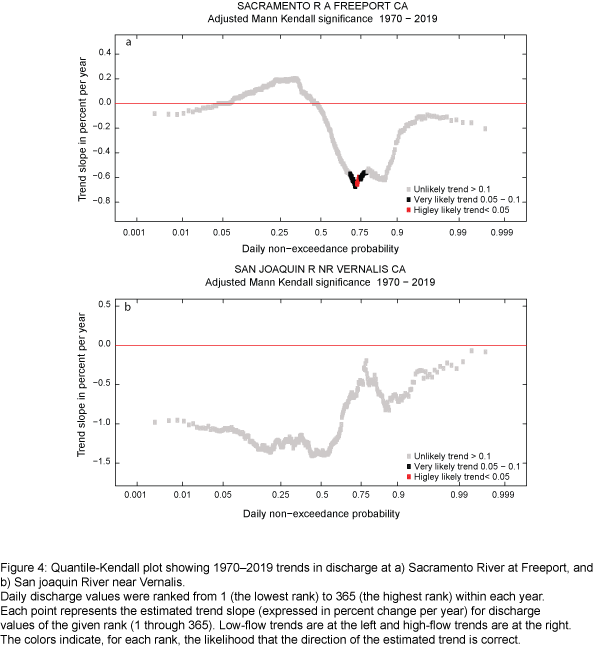 SACRAMENTO R A FREEPORT CA
Adjusted Mann Kendall significance 1970 − 2019
a
Trend slope in percent per year
0.4
0.2
0.0
−0.2
−0.4
−0.6
−0.8
Unlikely trend > 0.1
Very likely trend 0.05 − 0.1
Higley likely trend< 0.05
0.001 0.01 0.05 0.25 0.5 0.75 0.9 0.99 0.999
Daily non−exceedance probability
SAN JOAQUIN R NR VERNALIS CA
Adjusted Mann Kendall significance 1970 − 2019
b
Trend slope in percent per year
0.5
0.0
−0.5
−1.0
−1.5
Unlikely trend > 0.1
Very likely trend 0.05 − 0.1
Higley likely trend< 0.05
0.001 0.01 0.05 0.25 0.5 0.75 0.9 0.99 0.999
Daily non−exceedance probability
Figure 4: Quantile-Kendall plot showing 1970–2019 trends in discharge at a) Sacramento River at Freeport, and
b) San joaquin River near Vernalis.
Daily discharge values were ranked from 1 (the lowest rank) to 365 (the highest rank) within each year.
Each point represents the estimated trend slope (expressed in percent change per year) for discharge
values of the given rank (1 through 365). Low-flow trends are at the left and high-flow trends are at the right.
The colors indicate, for each rank, the likelihood that the direction of the estimated trend is correct.